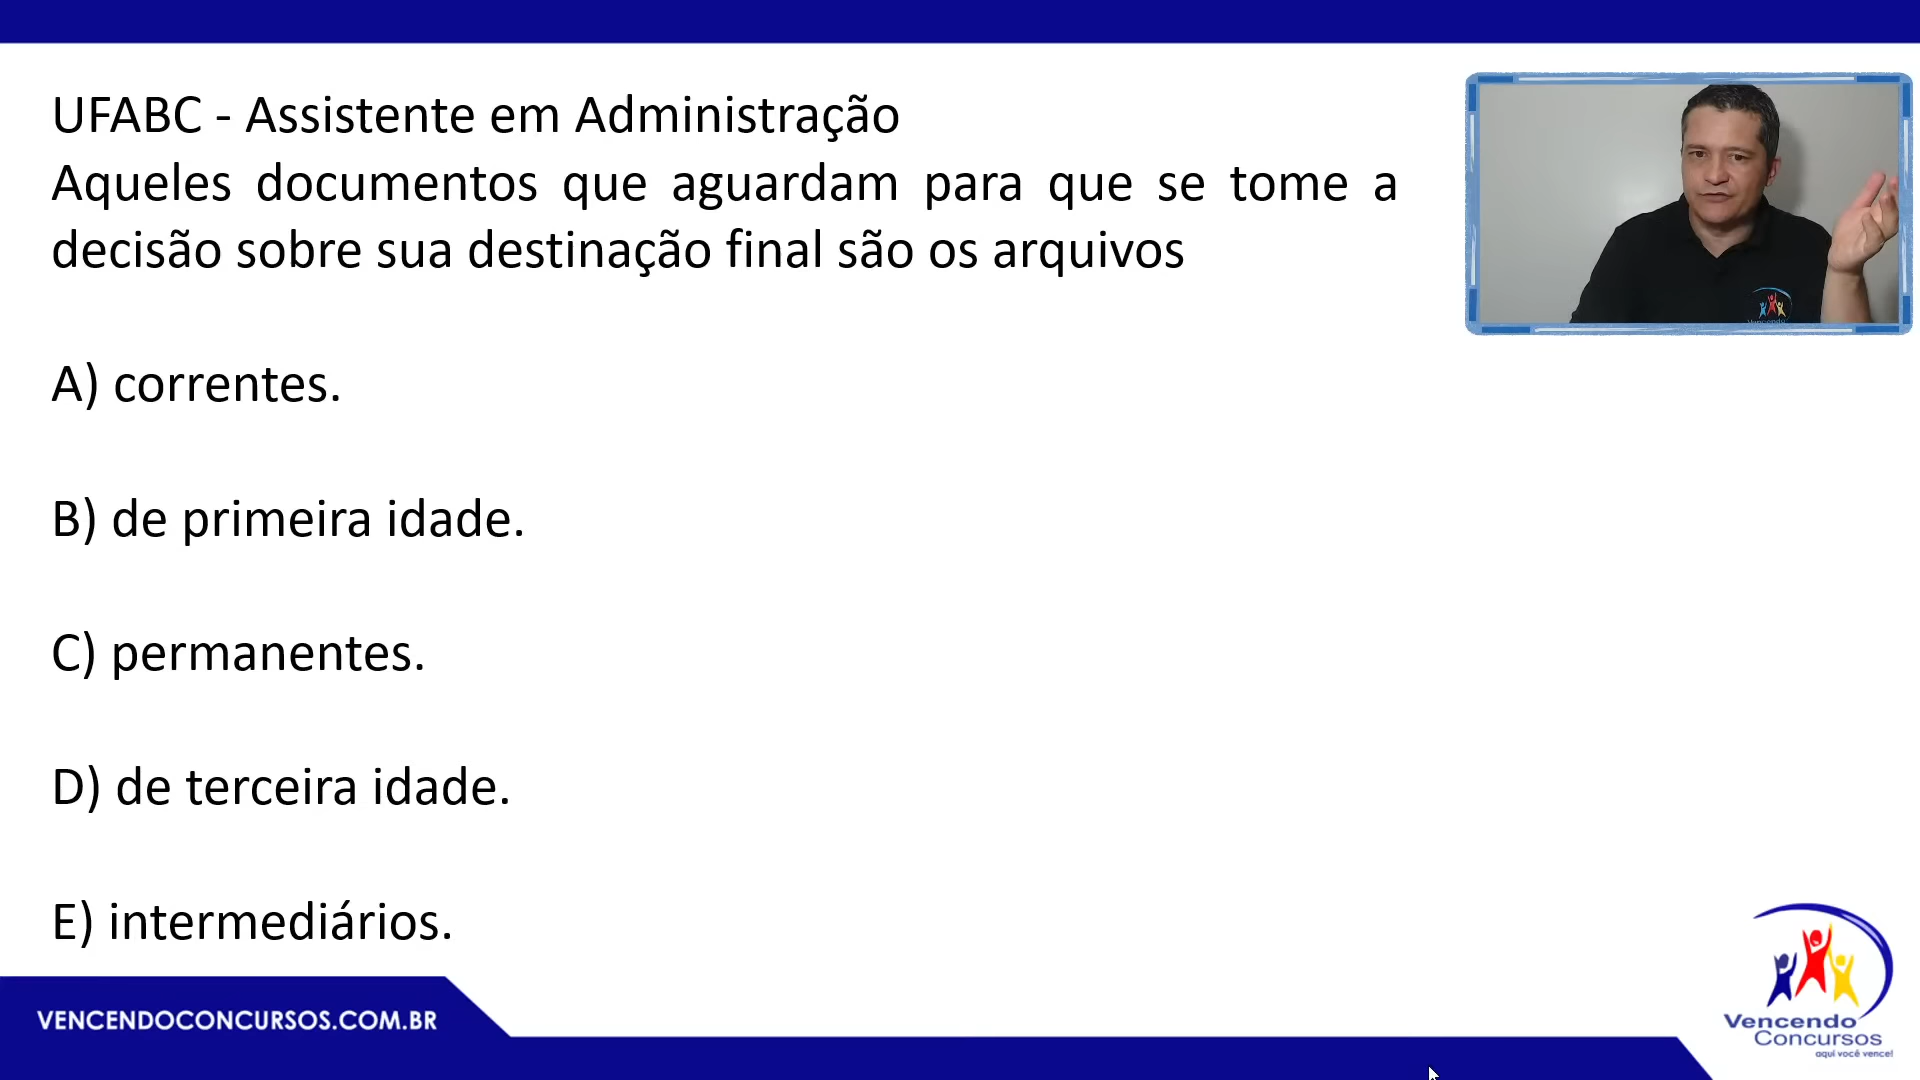 UFABC - Assistente em Administração
Aqueles documentos que aguardam para que se tome a
decisão sobre sua destinação final são os arquivos
A) correntes.
B) de primeira idade.
C) permanentes.
D) de terceira idade.
E) intermediários.
VENCENDOCONCURSOS.COM.BR
Vencendo
Concursos
aqui você vence!